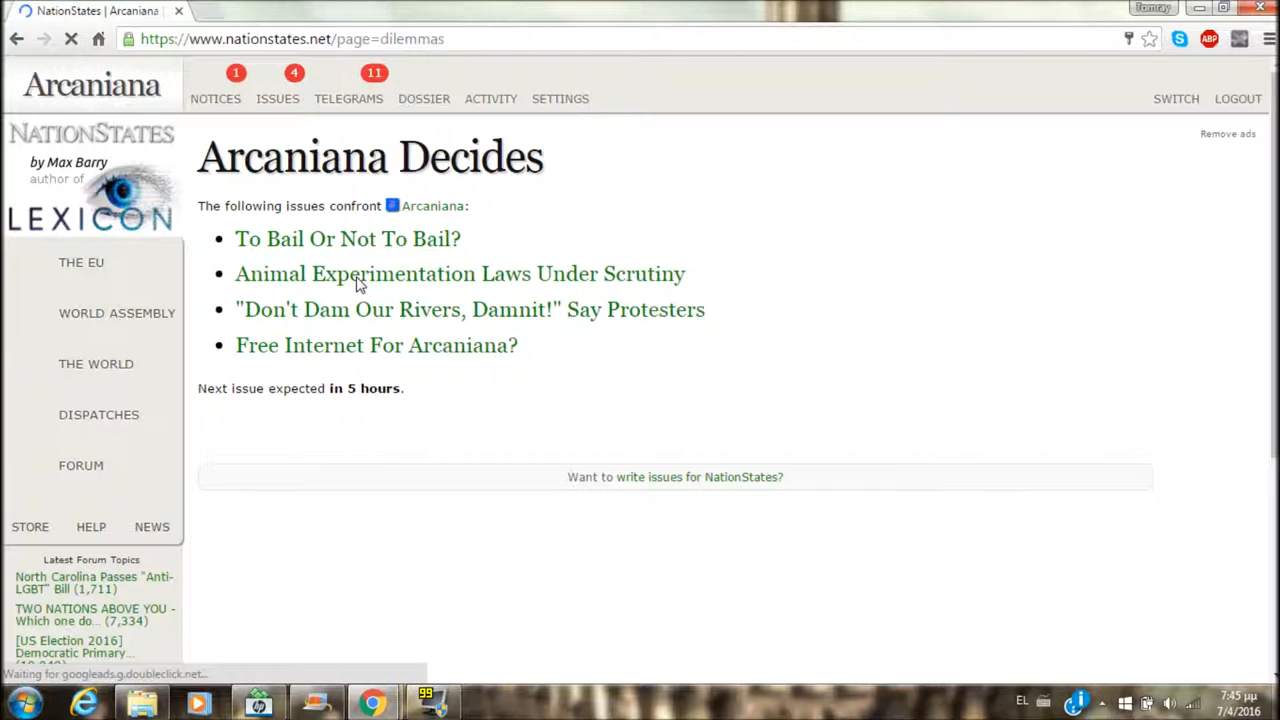 NationStates | Arcaniana
Tomray
https://www.nationstates.net/page=dilemmas
ABP
Arcaniana
1
4
11
NOTICES
ISSUES
TELEGRAMS
DOSSIER
ACTIVITY
SETTINGS
SWITCH
LOGOUT
NATIONSTATES
by Max Barry
author of
LEXICON
Remove ads
Arcaniana Decides
The following issues confront Arcaniana:
To Bail Or Not To Bail?
Animal Experimentation Laws Under Scrutiny
"Don't Dam Our Rivers, Damnit!" Say Protesters
Free Internet For Arcaniana?
Next issue expected in 5 hours.
Want to write issues for NationStates?
THE EU
WORLD ASSEMBLY
THE WORLD
DISPATCHES
FORUM
STORE
HELP
NEWS
Latest Forum Topics
North Carolina Passes "Anti-
LGBT" Bill (1,711)
TWO NATIONS ABOVE YOU -
Which one do... (7,334)
[US Election 2016]
Democratic Primary...
Waiting for googleads.g.doubleclick.net...
hp
99
EL
7:45 μμ
7/4/2016